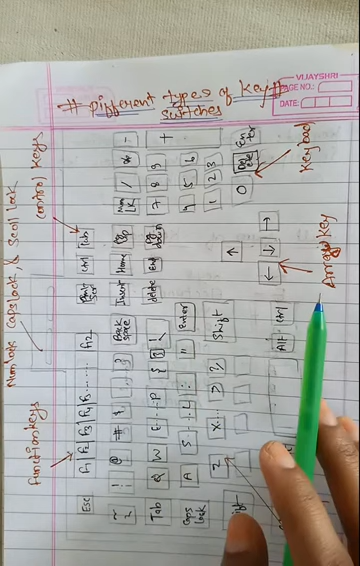 VIJAYSHRI
PAGE NO.:
DATE:
# Different types of Key #
switches
Numlock Capslock, & Scroll lock
control keys
Function keys
Keypad
Arrow key
Esc F1 F2 F3 F4 F5 ...... F12
Print Scr
Insert Home
delete End
Num Lk / * -
7 8 9 +
4 5 6
1 2 3
0 Enter
~ ! @ # $ Back space
Tab Q W E ... P { } \
Caps lock A S ... L : " Enter
Z X ... > ? Shift
Alt ctrl
↑
← ↓ →